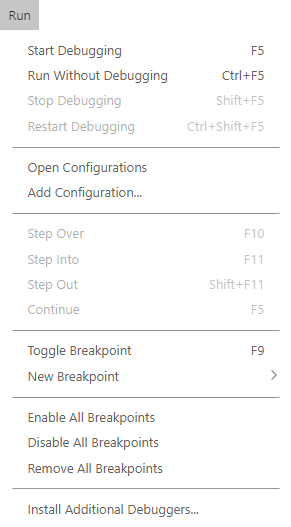 Run
Start Debugging F5
Run Without Debugging Ctrl+F5
Stop Debugging Shift+F5
Restart Debugging Ctrl+Shift+F5
Open Configurations
Add Configuration...
Step Over F10
Step Into F11
Step Out Shift+F11
Continue F5
Toggle Breakpoint F9
New Breakpoint
Enable All Breakpoints
Disable All Breakpoints
Remove All Breakpoints
Install Additional Debuggers...